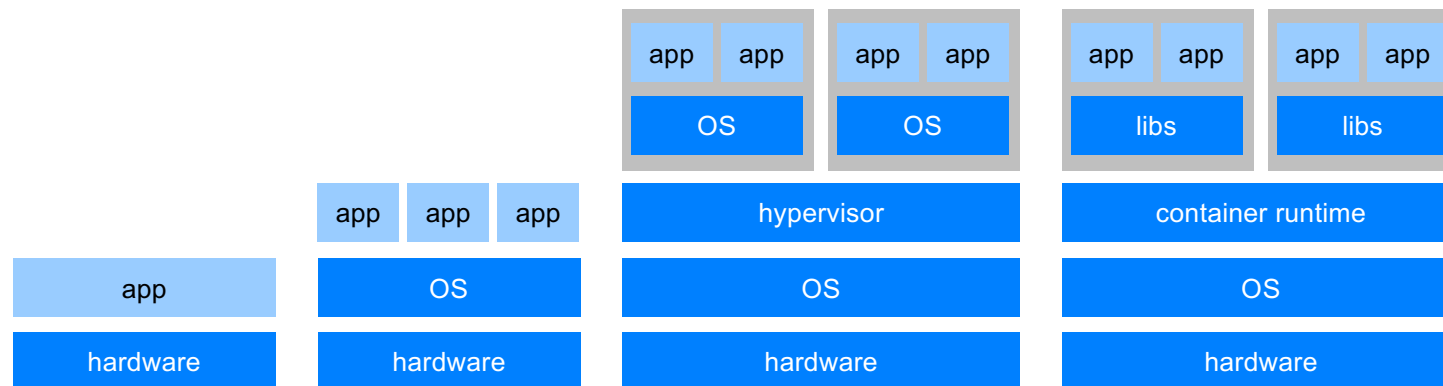 app app app app app app app app
OS OS libs libs
app app app hypervisor container runtime
app OS OS OS
hardware hardware hardware hardware